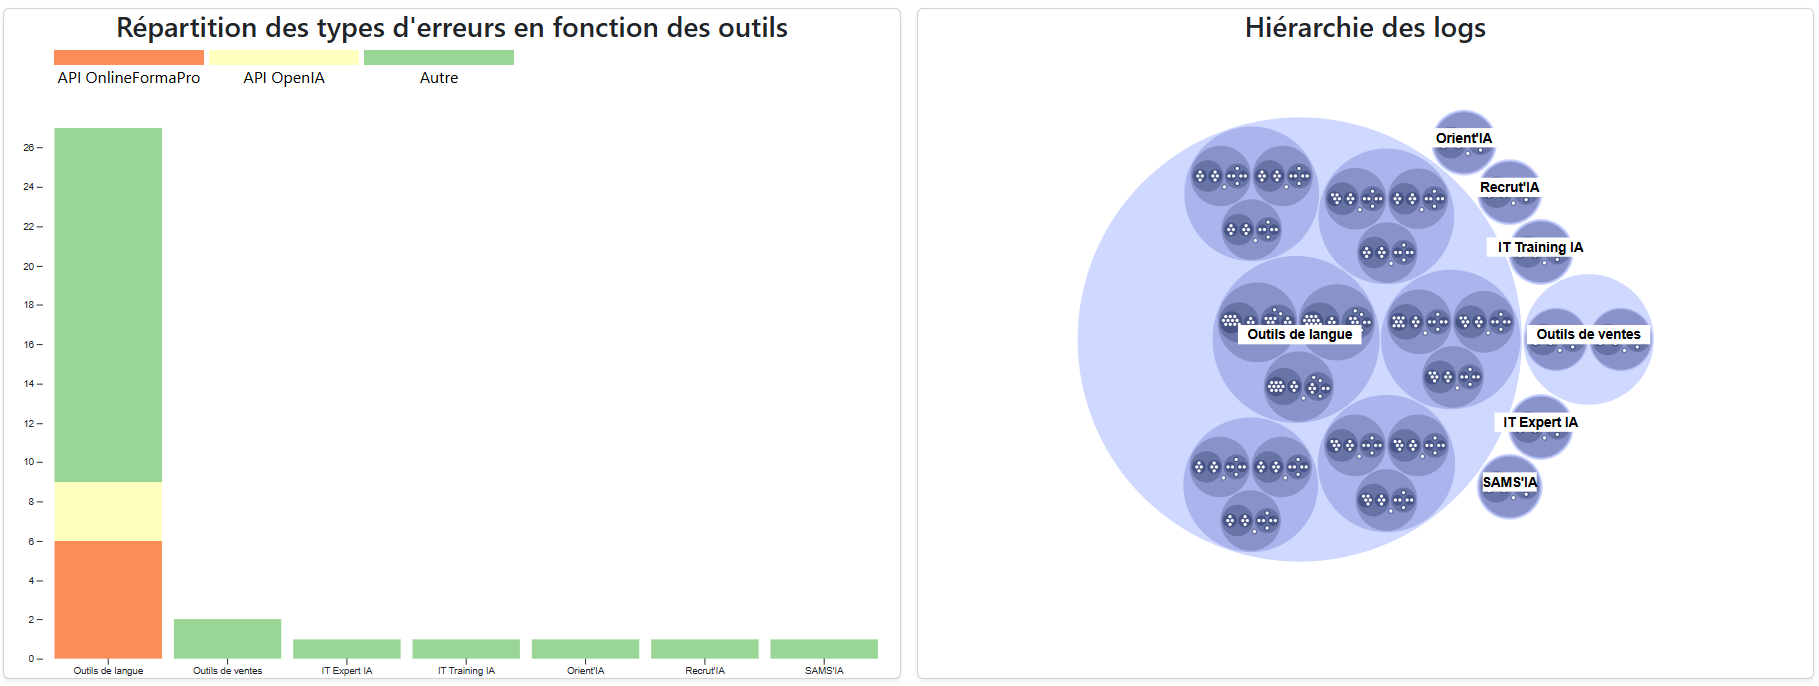 Répartition des types d'erreurs en fonction des outils
API OnlineFormaPro
API OpenIA
Autre
26
24
22
20
18
16
14
12
10
8
6
4
2
0
Outils de langue
Outils de ventes
IT Expert IA
IT Training IA
Orient'IA
Recrut'IA
SAMS'IA
Hiérarchie des logs
Orient'IA
Recrut'IA
IT Training IA
Outils de langue
Outils de ventes
IT Expert IA
SAMS'IA